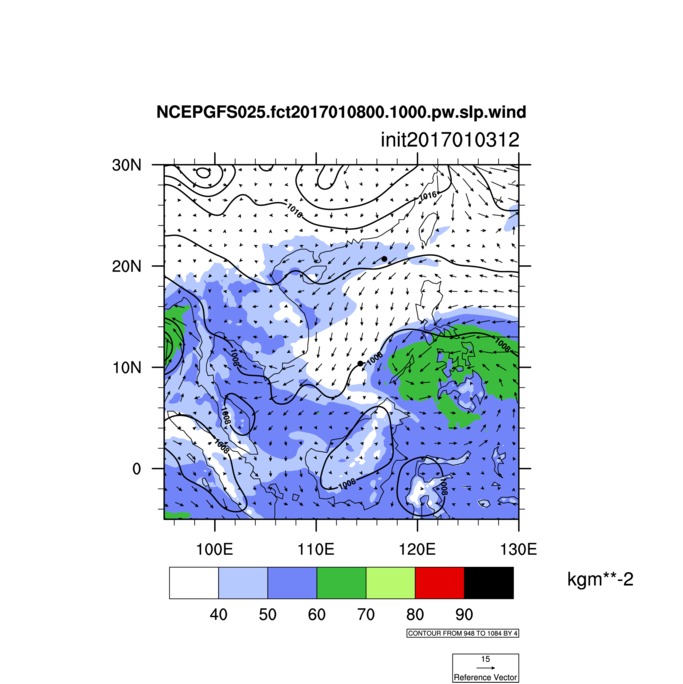 NCEPGFS025.fct2017010800.1000.pw.slp.wind
init2017010312
30N
1016
1016
20N
1008
1008
1008
10N
1008
1008
0
1008
1008
100E
110E
120E
130E
kgm**-2
40
50
60
70
80
90
CONTOUR FROM 948 TO 1084 BY 4
15
Reference Vector